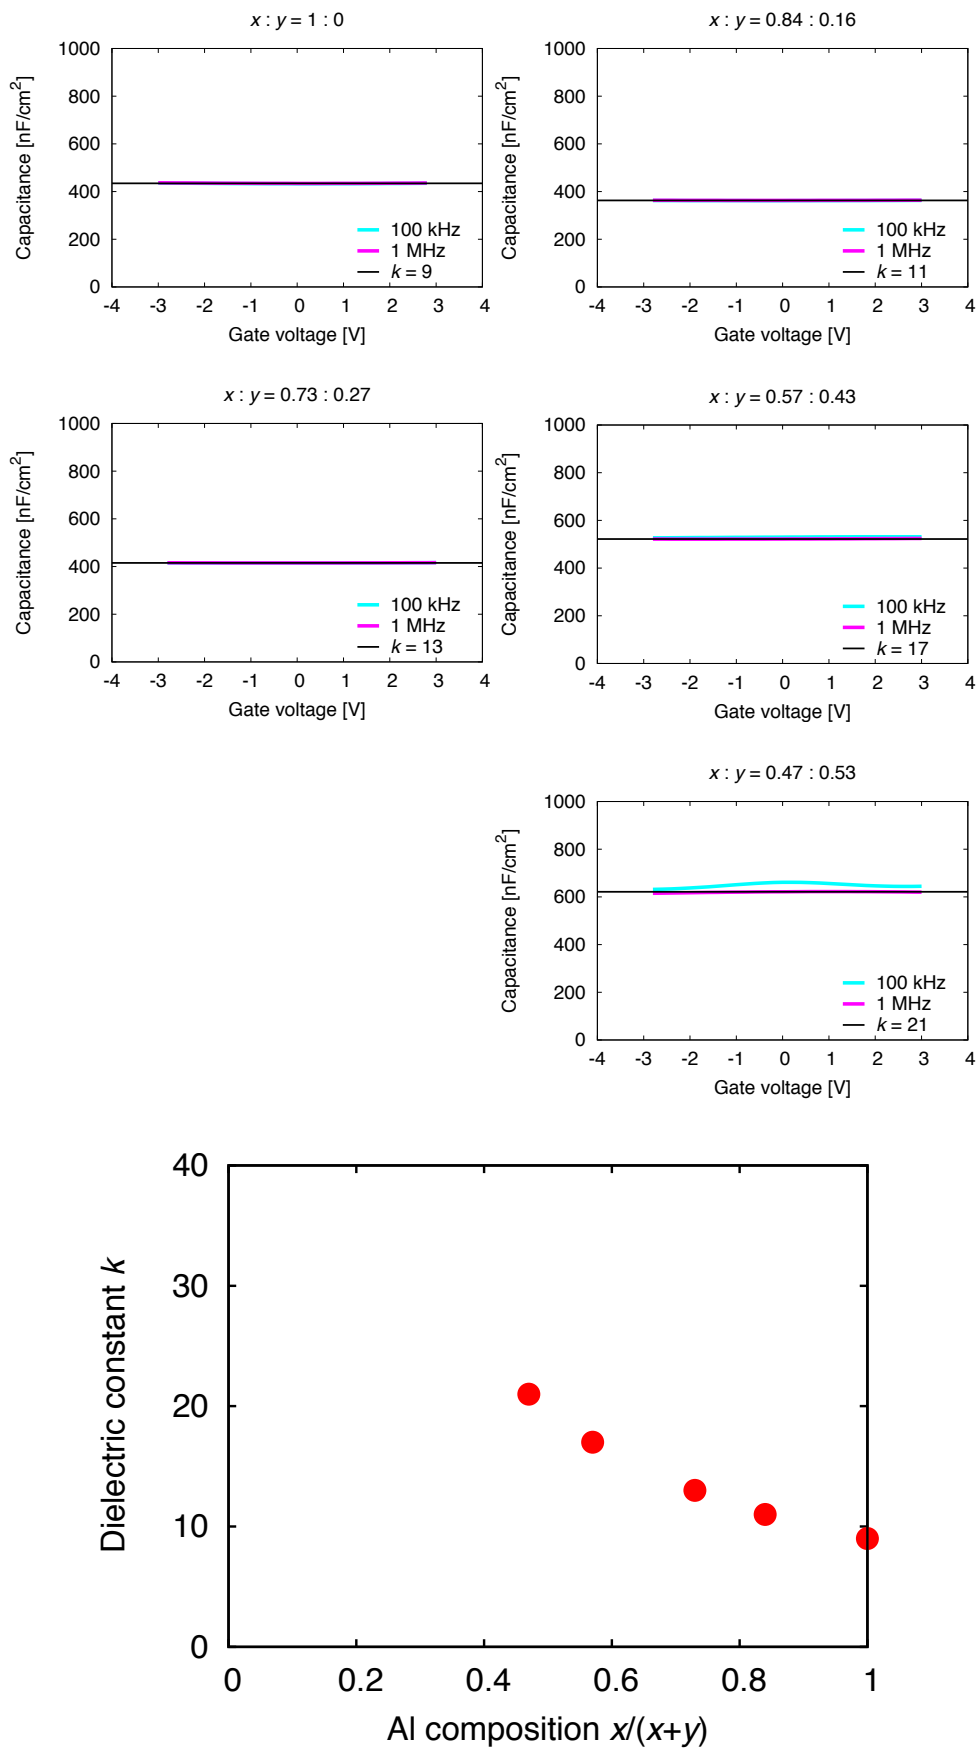 x : y = 1 : 0
1000
800
600
400
200
0
Capacitance [nF/cm2]
100 kHz
1 MHz
k = 9
-4 -3 -2 -1 0 1 2 3 4
Gate voltage [V]
x : y = 0.84 : 0.16
1000
800
600
400
200
0
Capacitance [nF/cm2]
100 kHz
1 MHz
k = 11
-4 -3 -2 -1 0 1 2 3 4
Gate voltage [V]
x : y = 0.73 : 0.27
1000
800
600
400
200
0
Capacitance [nF/cm2]
100 kHz
1 MHz
k = 13
-4 -3 -2 -1 0 1 2 3 4
Gate voltage [V]
x : y = 0.57 : 0.43
1000
800
600
400
200
0
Capacitance [nF/cm2]
100 kHz
1 MHz
k = 17
-4 -3 -2 -1 0 1 2 3 4
Gate voltage [V]
x : y = 0.47 : 0.53
1000
800
600
400
200
0
Capacitance [nF/cm2]
100 kHz
1 MHz
k = 21
-4 -3 -2 -1 0 1 2 3 4
Gate voltage [V]
40
30
20
10
0
Dielectric constant k
0 0.2 0.4 0.6 0.8 1
Al composition x/(x+y)